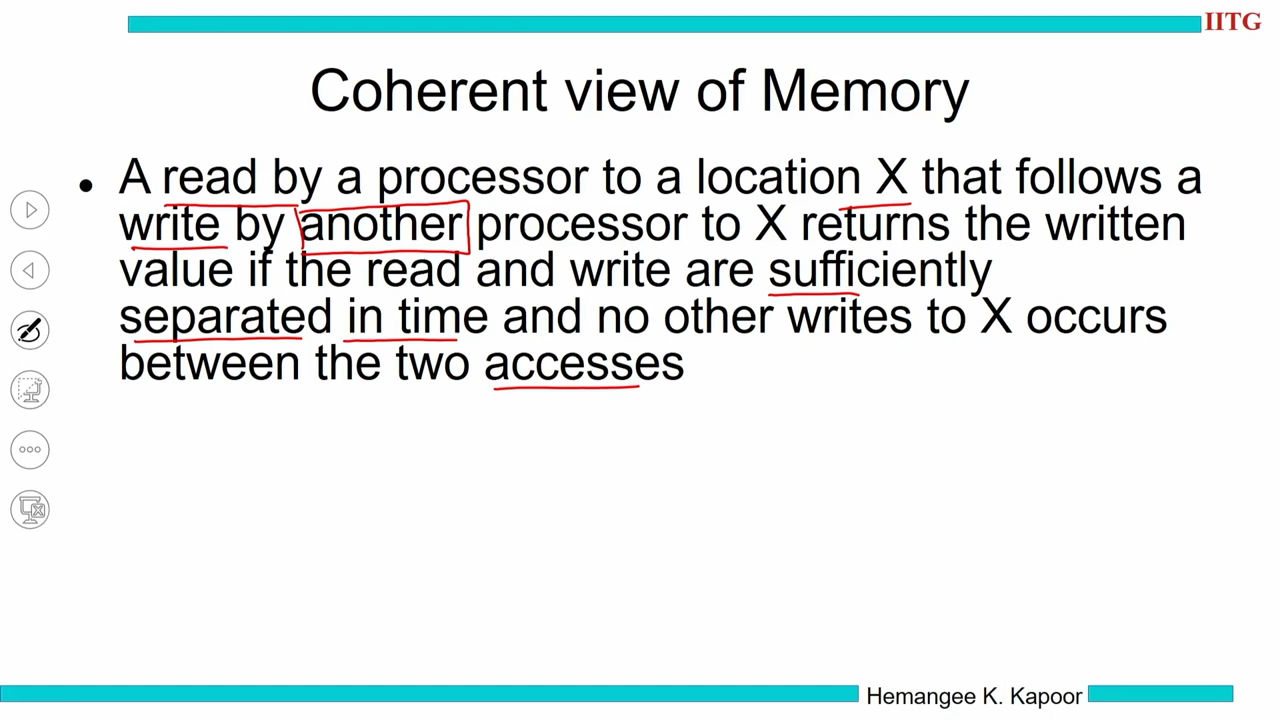 IITG
Coherent view of Memory
• A read by a processor to a location X that follows a
write by another processor to X returns the written
value if the read and write are sufficiently
separated in time and no other writes to X occurs
between the two accesses
Hemangee K. Kapoor